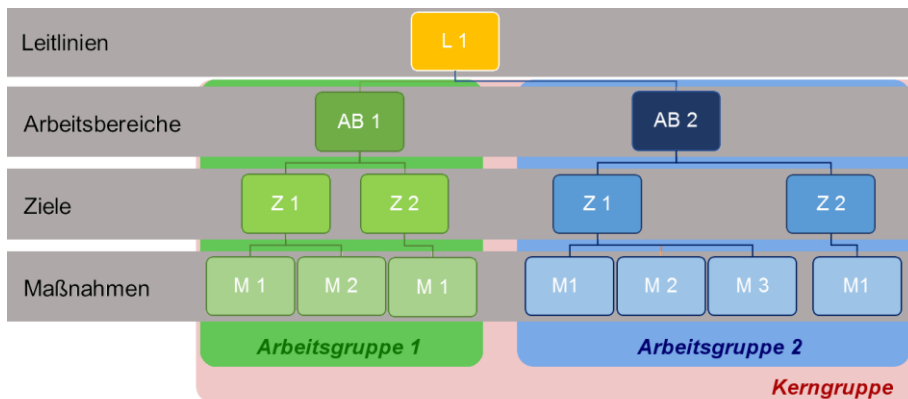 Leitlinien
L 1
Arbeitsbereiche
AB 1
AB 2
Ziele
Z 1
Z 2
Z 1
Z 2
Maßnahmen
M 1
M 2
M 1
M1
M 2
M 3
M1
Arbeitsgruppe 1
Arbeitsgruppe 2
Kerngruppe